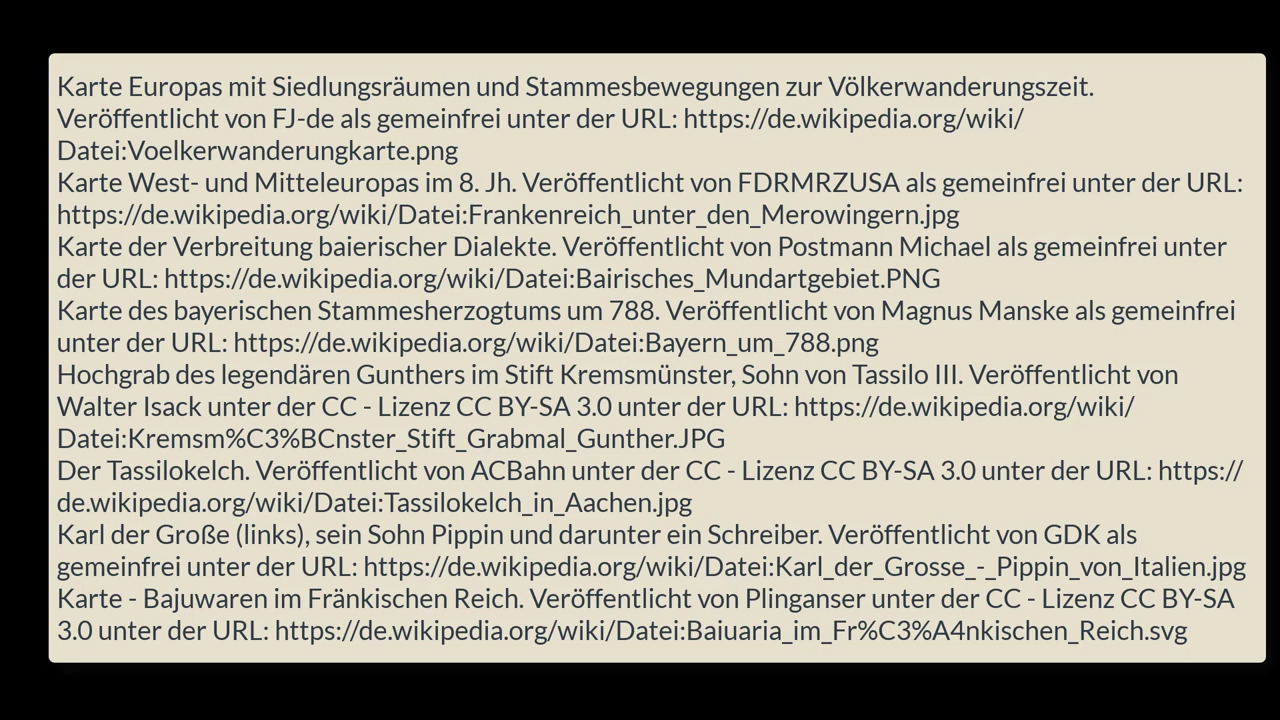 Karte Europas mit Siedlungsräumen und Stammesbewegungen zur Völkerwanderungszeit.
Veröffentlicht von FJ-de als gemeinfrei unter der URL: https://de.wikipedia.org/wiki/
Datei:Voelkerwanderungkarte.png
Karte West- und Mitteleuropas im 8. Jh. Veröffentlicht von FDRMRZUSA als gemeinfrei unter der URL:
https://de.wikipedia.org/wiki/Datei:Frankenreich_unter_den_Merowingern.jpg
Karte der Verbreitung baierischer Dialekte. Veröffentlicht von Postmann Michael als gemeinfrei unter
der URL: https://de.wikipedia.org/wiki/Datei:Bairisches_Mundartgebiet.PNG
Karte des bayerischen Stammesherzogtums um 788. Veröffentlicht von Magnus Manske als gemeinfrei
unter der URL: https://de.wikipedia.org/wiki/Datei:Bayern_um_788.png
Hochgrab des legendären Gunthers im Stift Kremsmünster, Sohn von Tassilo III. Veröffentlicht von
Walter Isack unter der CC - Lizenz CC BY-SA 3.0 unter der URL: https://de.wikipedia.org/wiki/
Datei:Kremsm%C3%BCnster_Stift_Grabmal_Gunther.JPG
Der Tassilokelch. Veröffentlicht von ACBahn unter der CC - Lizenz CC BY-SA 3.0 unter der URL: https://
de.wikipedia.org/wiki/Datei:Tassilokelch_in_Aachen.jpg
Karl der Große (links), sein Sohn Pippin und darunter ein Schreiber. Veröffentlicht von GDK als
gemeinfrei unter der URL: https://de.wikipedia.org/wiki/Datei:Karl_der_Grosse_-_Pippin_von_Italien.jpg
Karte - Bajuwaren im Fränkischen Reich. Veröffentlicht von Plinganser unter der CC - Lizenz CC BY-SA
3.0 unter der URL: https://de.wikipedia.org/wiki/Datei:Baiuaria_im_Fr%C3%A4nkischen_Reich.svg